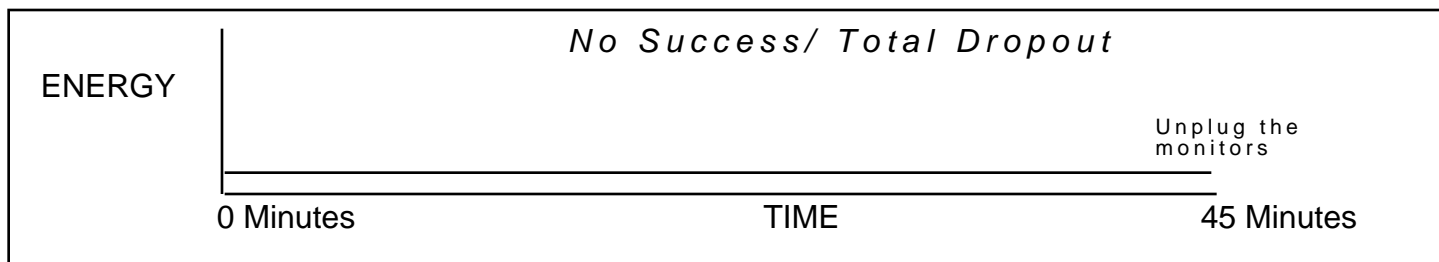 No Success/ Total Dropout
ENERGY
Unplug the
monitors
0 Minutes TIME 45 Minutes